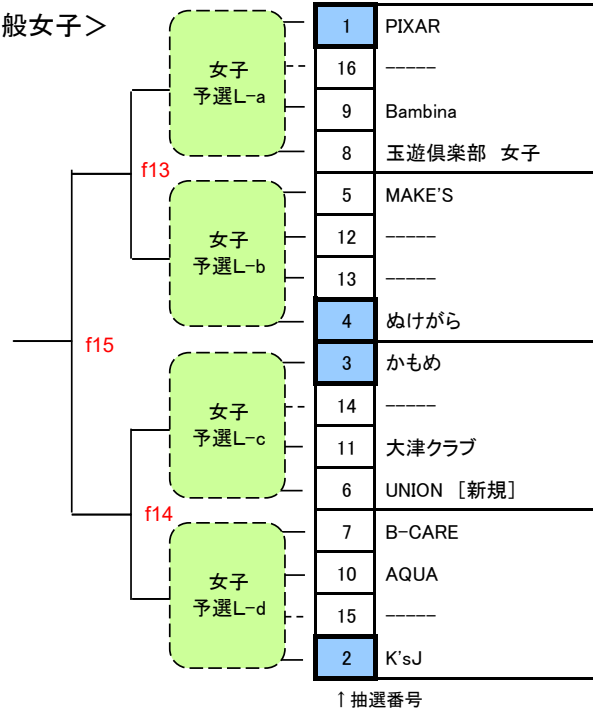 般女子＞
女子
予選L-a
1 PIXAR
16 -----
9 Bambina
8 玉遊倶楽部 女子
f13
女子
予選L-b
5 MAKE'S
12 -----
13 -----
4 ぬけがら
f15
女子
予選L-c
3 かもめ
14 -----
11 大津クラブ
6 UNION [新規]
f14
女子
予選L-d
7 B-CARE
10 AQUA
15 -----
2 K'sJ
↑抽選番号